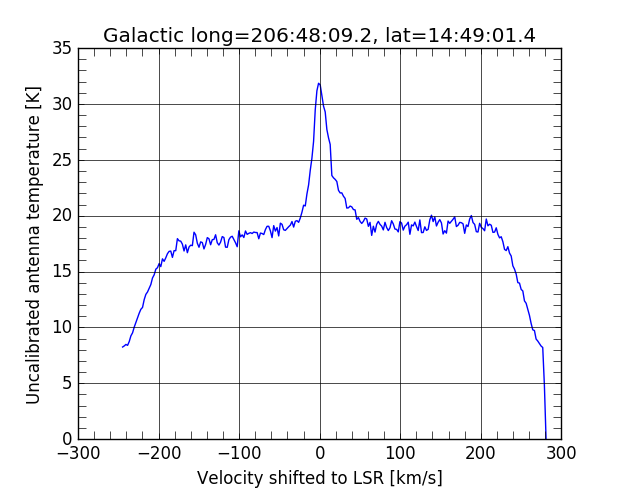 Galactic long=206:48:09.2, lat=14:49:01.4
Uncalibrated antenna temperature [K]
35
30
25
20
15
10
5
0
−300 −200 −100 0 100 200 300
Velocity shifted to LSR [km/s]